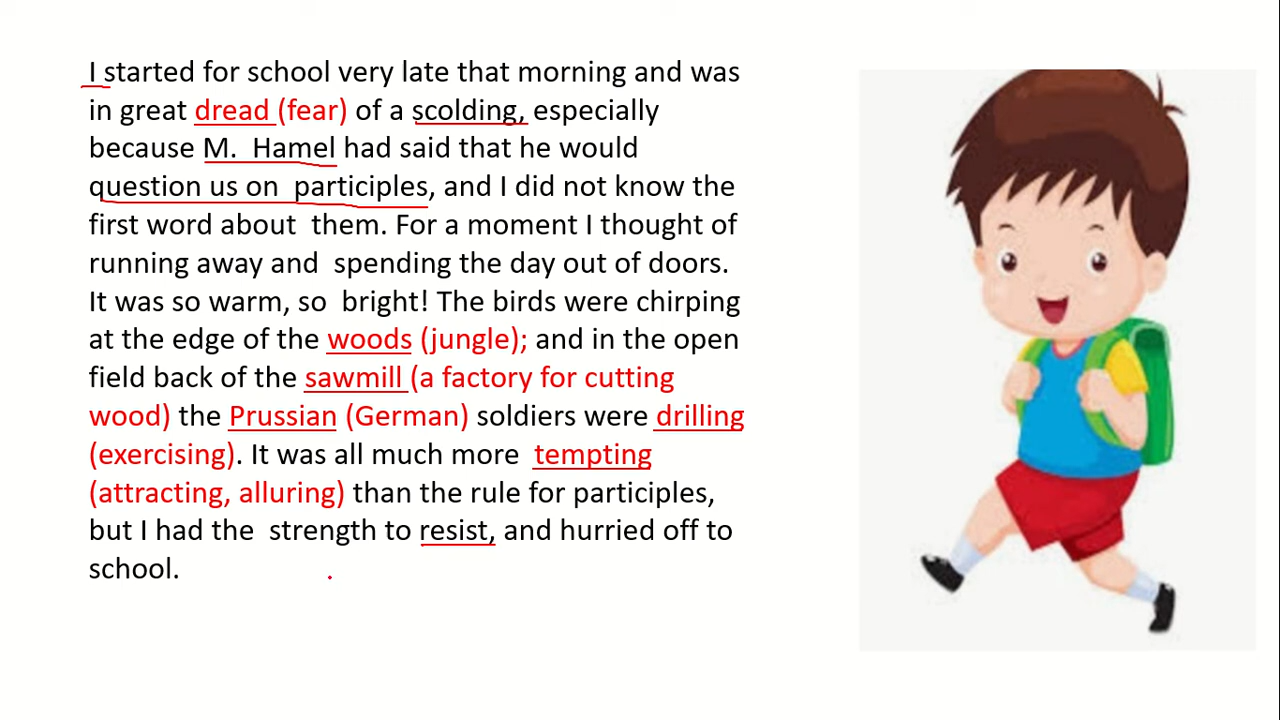 I started for school very late that morning and was
in great dread (fear) of a scolding, especially
because M. Hamel had said that he would
question us on participles, and I did not know the
first word about them. For a moment I thought of
running away and spending the day out of doors.
It was so warm, so bright! The birds were chirping
at the edge of the woods (jungle); and in the open
field back of the sawmill (a factory for cutting
wood) the Prussian (German) soldiers were drilling
(exercising). It was all much more tempting
(attracting, alluring) than the rule for participles,
but I had the strength to resist, and hurried off to
school.